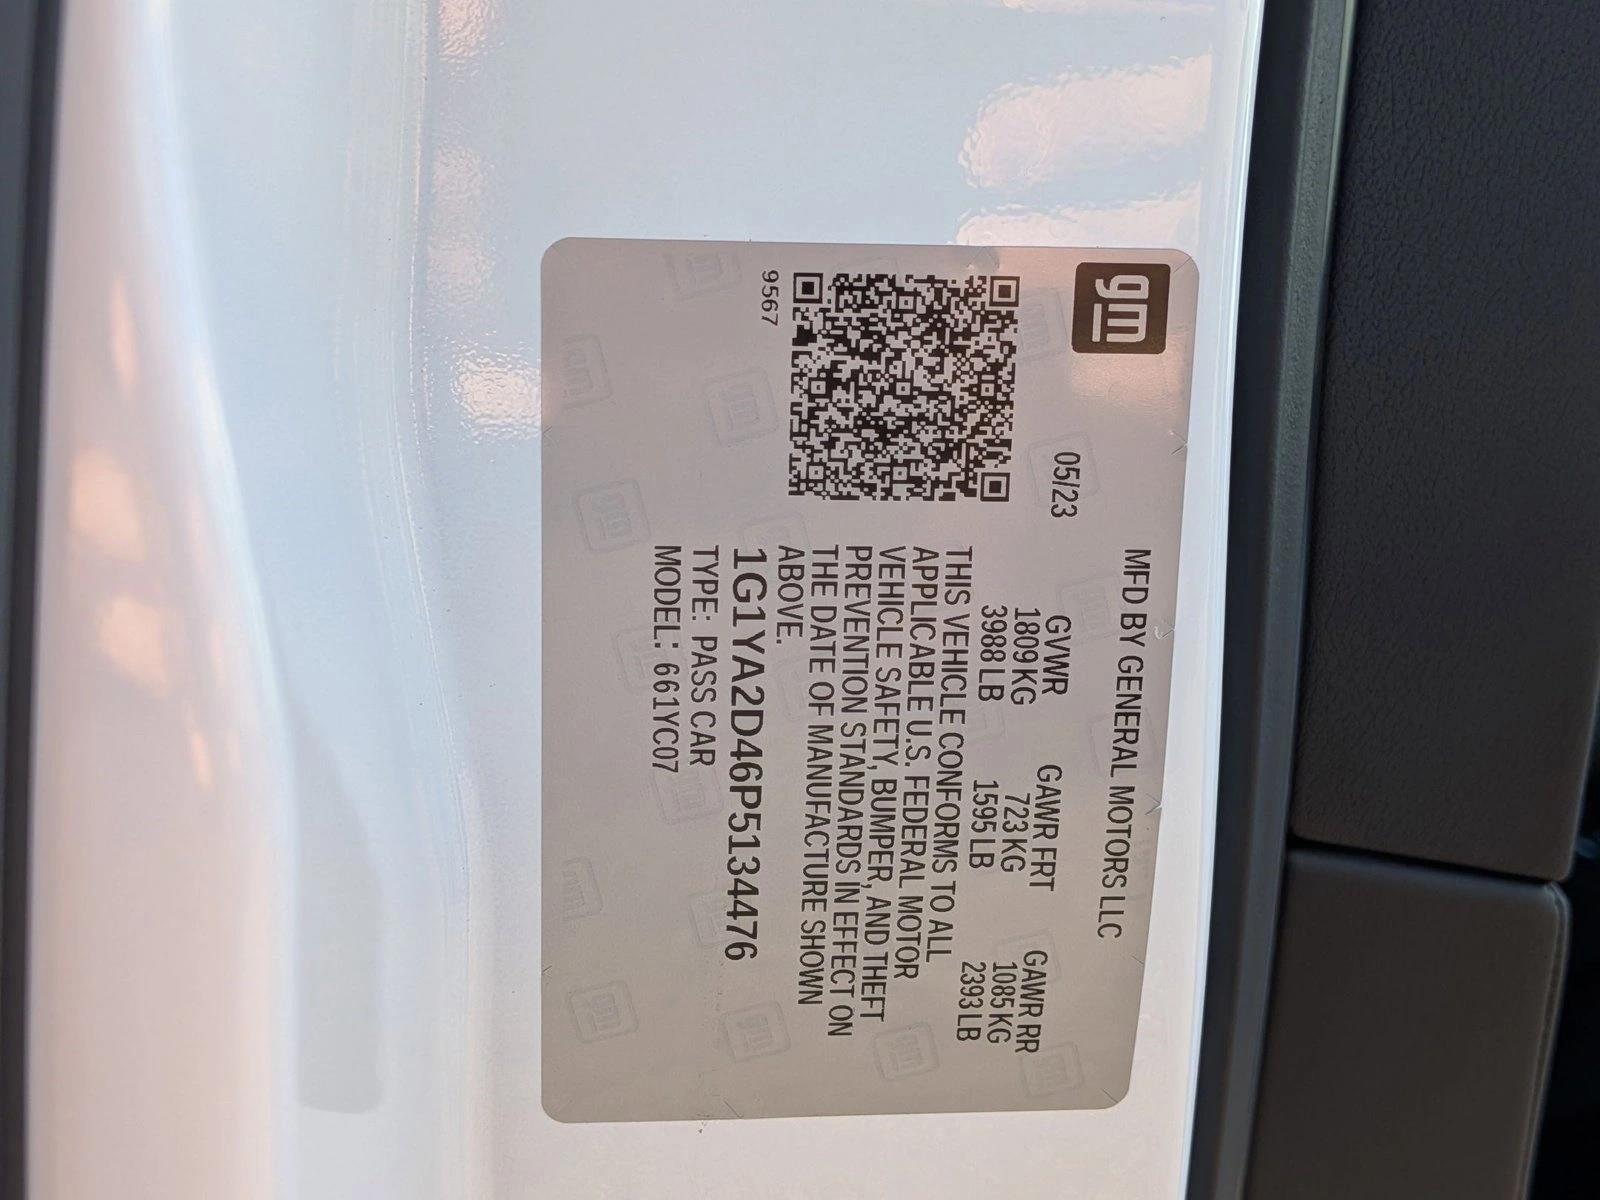 gm
MFD BY GENERAL MOTORS LLC
05/23
GVWR GAWR FRT GAWR RR
1809 KG 723 KG 1085 KG
3988 LB 1595 LB 2393 LB
THIS VEHICLE CONFORMS TO ALL
APPLICABLE U.S. FEDERAL MOTOR
VEHICLE SAFETY, BUMPER, AND THEFT
PREVENTION STANDARDS IN EFFECT ON
THE DATE OF MANUFACTURE SHOWN
ABOVE.
1G1YA2D46P5134476
TYPE: PASS CAR
MODEL: 661YC07
9567